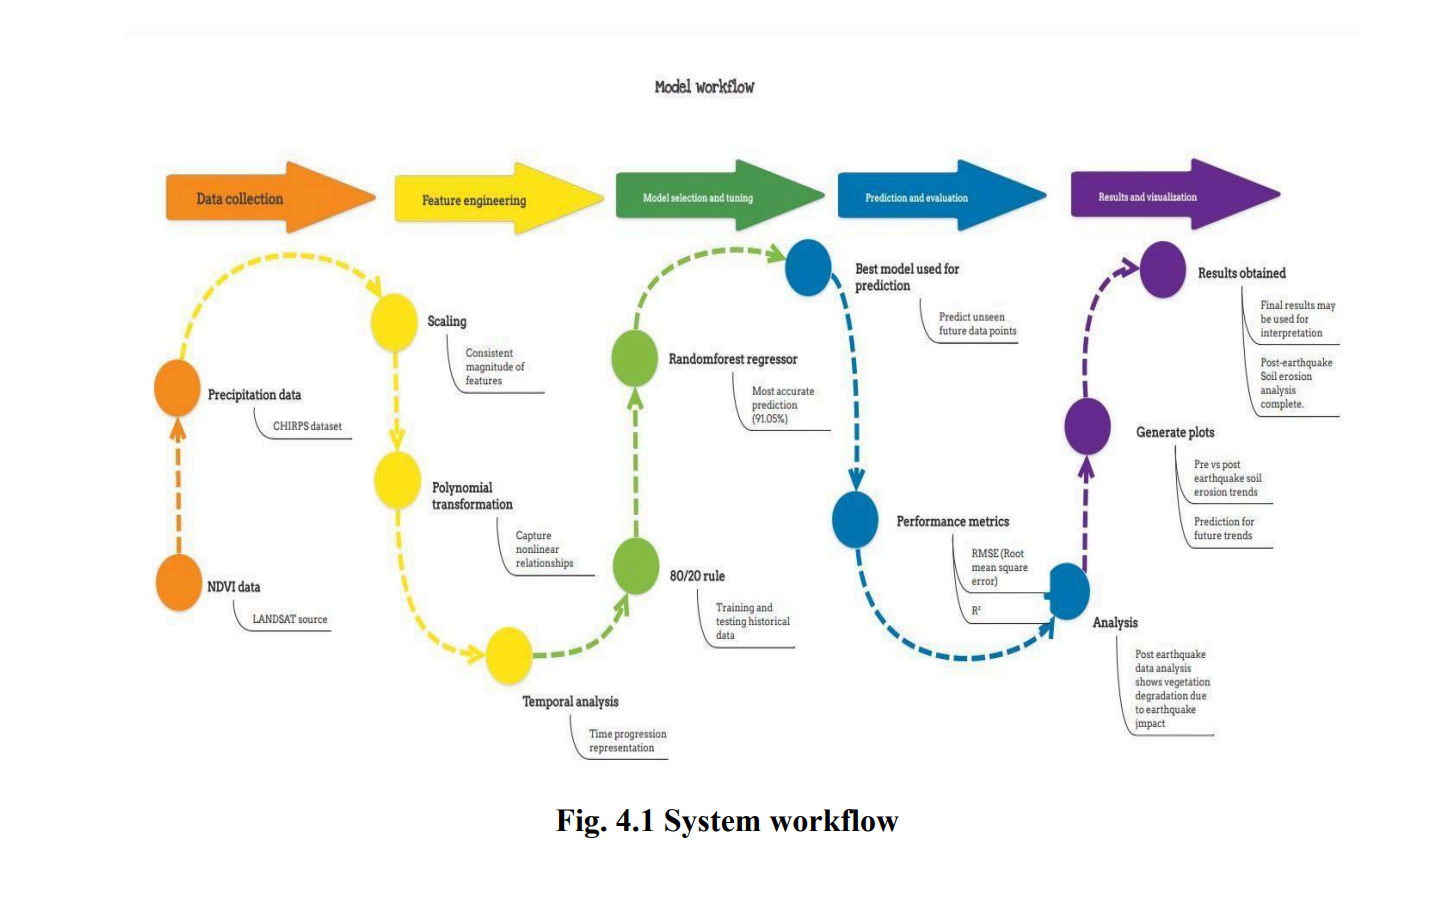 Model workflow
Data collection
Feature engineering
Model selection and tuning
Prediction and evaluation
Results and vizualization
Precipitation data
CHIRPS dataset
NDVI data
LANDSAT source
Scaling
Consistent
magnitude of
features
Polynomial
transformation
Capture
nonlinear
relationships
Temporal analysis
Time progression
representation
Randomforest regressor
Most accurate
prediction
(91.05%)
80/20 rule
Training and
testing historical
data
Best model used for
prediction
Predict unseen
future data points
Performance metrics
RMSE (Root
mean square
error)
R²
Analysis
Post earthquake
data analysis
shows vegetation
degradation due
to earthquake
jmpact
Results obtained
Final results may
be used for
interpretation
Post-earthquake
Soil erosion
analysis
complete.
Generate plots
Pre vs post
earthquake soil
erosion trends
Prediction for
future trends
Fig. 4.1 System workflow